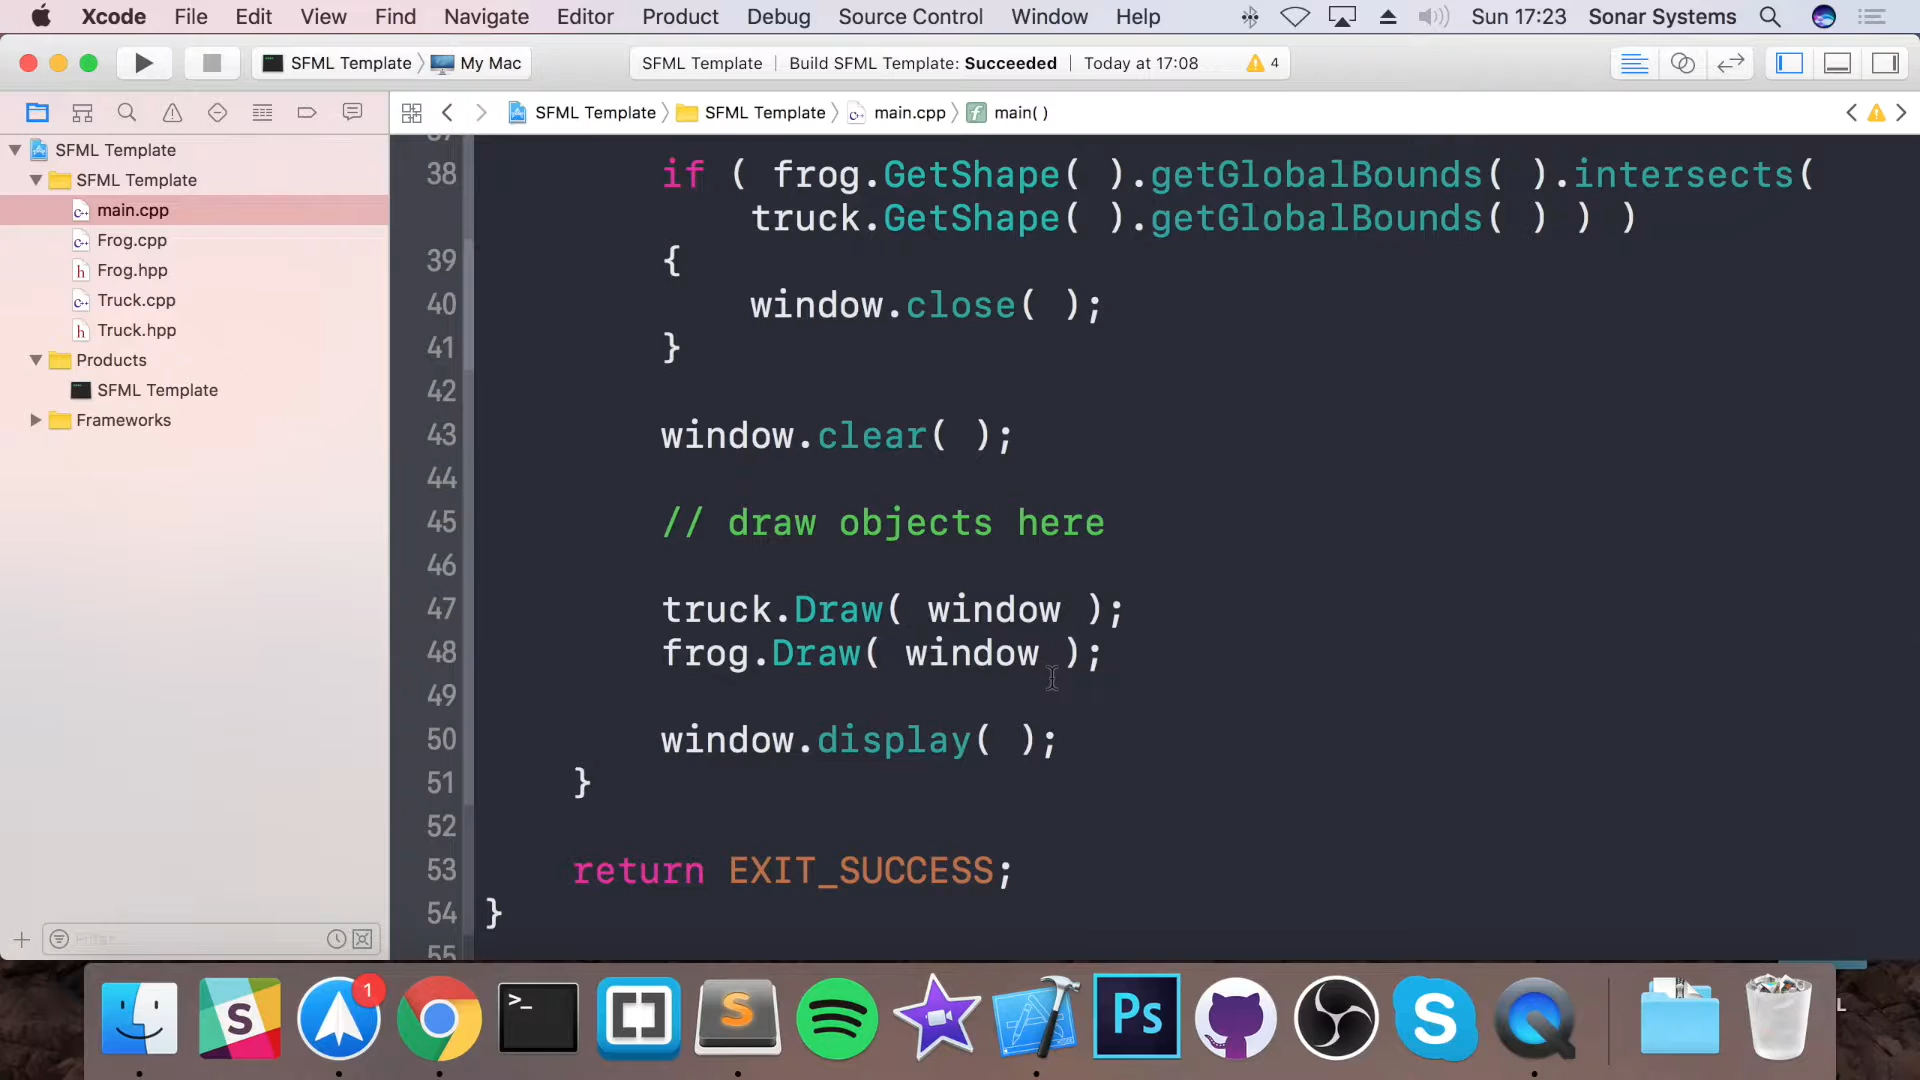 Xcode File Edit View Find Navigate Editor Product Debug Source Control Window Help Sun 17:23 Sonar Systems
SFML Template My Mac SFML Template Build SFML Template: Succeeded Today at 17:08 4
SFML Template SFML Template main.cpp main( )
SFML Template
SFML Template
main.cpp
Frog.cpp
Frog.hpp
Truck.cpp
Truck.hpp
Products
SFML Template
Frameworks
Filter
37
38 if ( frog.GetShape( ).getGlobalBounds( ).intersects(
truck.GetShape( ).getGlobalBounds( ) ) )
39 {
40 window.close( );
41 }
42
43 window.clear( );
44
45 // draw objects here
46
47 truck.Draw( window );
48 frog.Draw( window );
49
50 window.display( );
51 }
52
53 return EXIT_SUCCESS;
54 }
55
1
S
>_
S
Ps
S
L